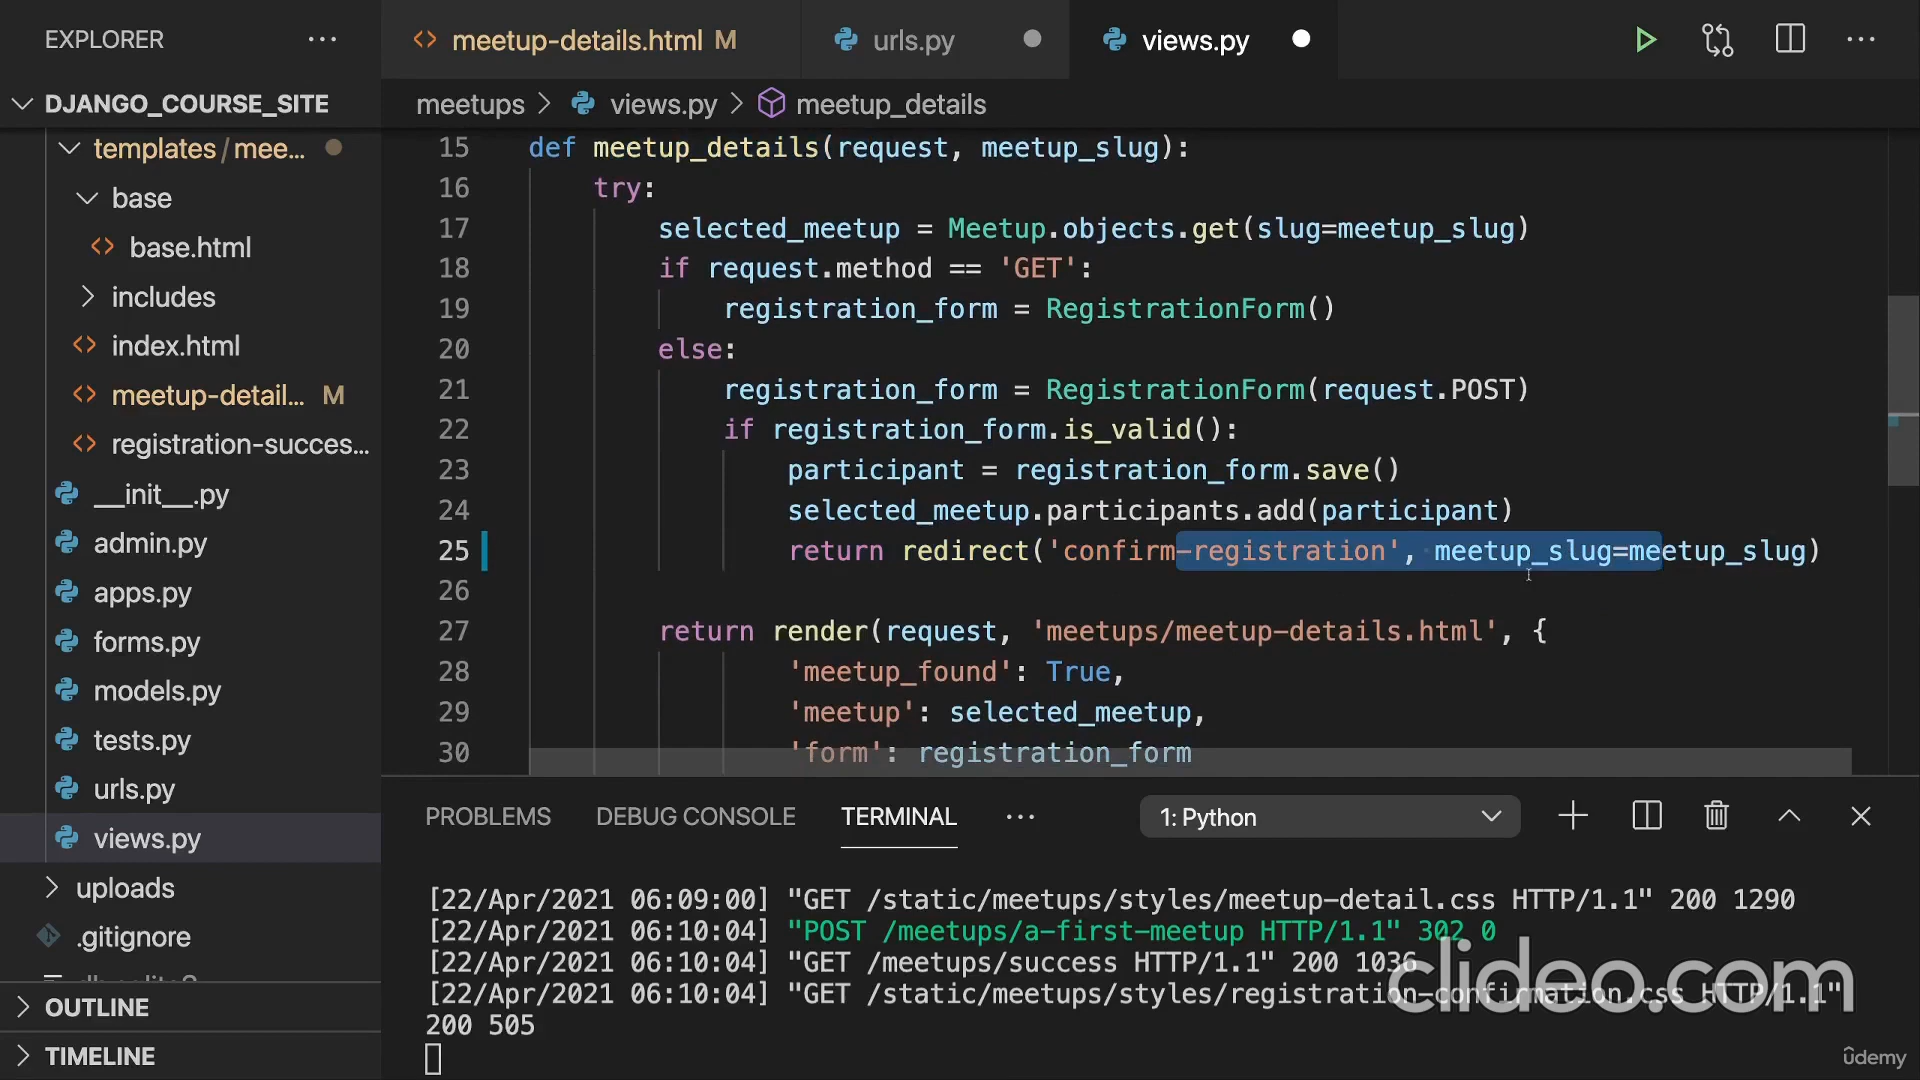 EXPLORER
meetup-details.html M
urls.py
views.py
DJANGO_COURSE_SITE
meetups > views.py > meetup_details
templates/mee...
base
base.html
includes
index.html
meetup-detail... M
registration-succes...
__init__.py
admin.py
apps.py
forms.py
models.py
tests.py
urls.py
views.py
uploads
.gitignore
OUTLINE
TIMELINE
15 def meetup_details(request, meetup_slug):
16 try:
17 selected_meetup = Meetup.objects.get(slug=meetup_slug)
18 if request.method == 'GET':
19 registration_form = RegistrationForm()
20 else:
21 registration_form = RegistrationForm(request.POST)
22 if registration_form.is_valid():
23 participant = registration_form.save()
24 selected_meetup.participants.add(participant)
25 return redirect('confirm-registration', meetup_slug=meetup_slug)
26
27 return render(request, 'meetups/meetup-details.html', {
28 'meetup_found': True,
29 'meetup': selected_meetup,
30 'form': registration_form
PROBLEMS DEBUG CONSOLE TERMINAL 1: Python
[22/Apr/2021 06:09:00] "GET /static/meetups/styles/meetup-detail.css HTTP/1.1" 200 1290
[22/Apr/2021 06:10:04] "POST /meetups/a-first-meetup HTTP/1.1" 302 0
[22/Apr/2021 06:10:04] "GET /meetups/success HTTP/1.1" 200 1036
[22/Apr/2021 06:10:04] "GET /static/meetups/styles/registration-confirmation.css HTTP/1.1"
200 505
clideo.com
ûdemy